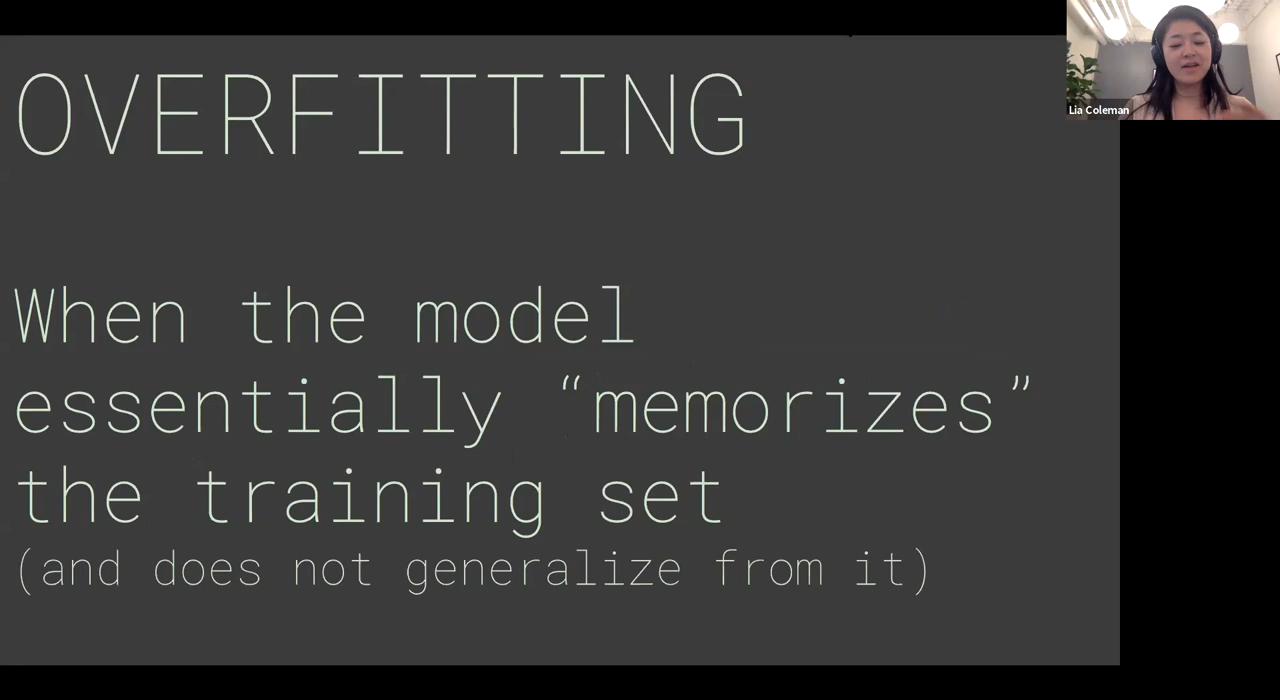 OVERFITTING
When the model
essentially “memorizes”
the training set
(and does not generalize from it)
Lia Coleman